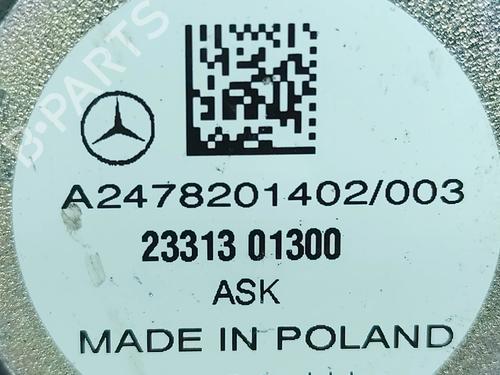 B-PARTS
A2478201402/003
23313 01300
ASK
MADE IN POLAND